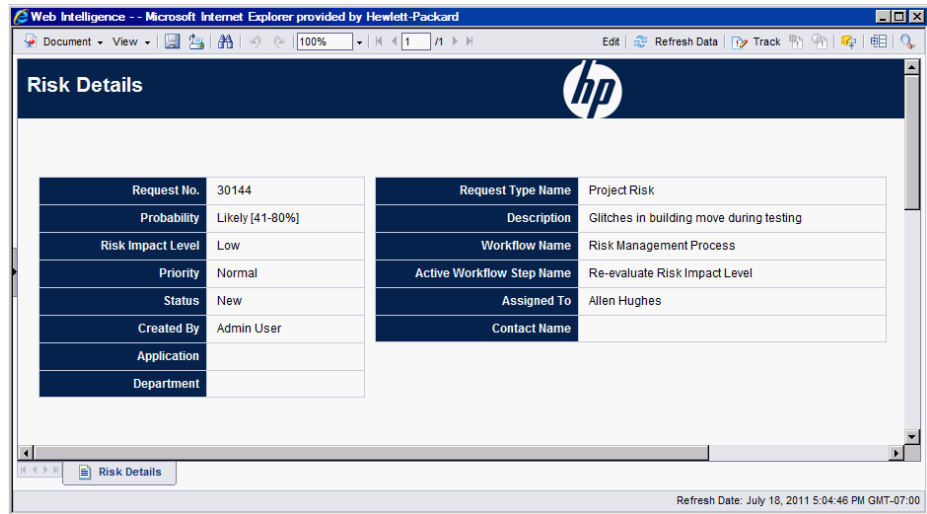 Web Intelligence - - Microsoft Internet Explorer provided by Hewlett-Packard
Document View 100% 1 /1 Edit Refresh Data Track
Risk Details
hp
Request No. 30144
Probability Likely [41-80%]
Risk Impact Level Low
Priority Normal
Status New
Created By Admin User
Application
Department
Request Type Name Project Risk
Description Glitches in building move during testing
Workflow Name Risk Management Process
Active Workflow Step Name Re-evaluate Risk Impact Level
Assigned To Allen Hughes
Contact Name
Risk Details
Refresh Date: July 18, 2011 5:04:46 PM GMT-07:00